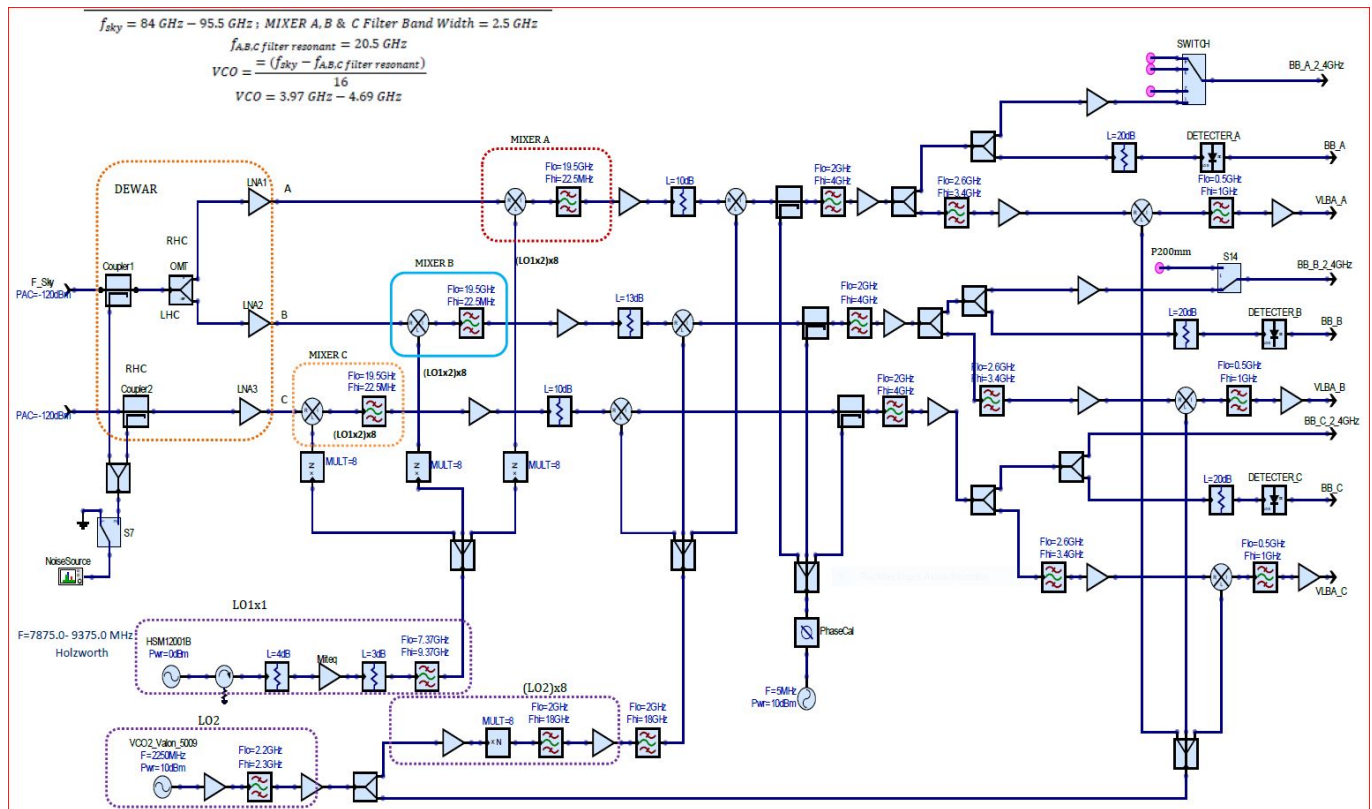 f_sky = 84 GHz − 95.5 GHz ; MIXER A, B & C Filter Band Width = 2.5 GHz
f_A,B,C filter resonant = 20.5 GHz
VCO = = (f_sky − f_A,B,C filter resonant) / 16
VCO = 3.97 GHz − 4.69 GHz
SWITCH
BB_A_2_4GHz
MIXER A
Flo=19.5GHz
Fhi=22.5MHz
L=10dB
Flo=2GHz
Fhi=4GHz
Flo=2.6GHz
Fhi=3.4GHz
L=20dB
DETECTER_A
BB_A
Flo=0.5GHz
Fhi=1GHz
VLBA_A
DEWAR
LNA1
A
RHC
Coupler1
OMT
F_Sky
PAC=-120dBm
LHC
LNA2
B
MIXER B
Flo=19.5GHz
Fhi=22.5MHz
(LO1x2)x8
L=13dB
Flo=2GHz
Fhi=4GHz
P200mm
S14
BB_B_2_4GHz
L=20dB
DETECTER_B
BB_B
Flo=2.6GHz
Fhi=3.4GHz
Flo=0.5GHz
Fhi=1GHz
VLBA_B
RHC
Coupler2
LNA3
C
PAC=-120dBm
MIXER C
Flo=19.5GHz
Fhi=22.5MHz
(LO1x2)x8
(LO1x2)x8
L=10dB
Flo=2GHz
Fhi=4GHz
BB_C_2_4GHz
MULT=8
MULT=8
MULT=8
L=20dB
DETECTER_C
BB_C
Flo=2.6GHz
Fhi=3.4GHz
Flo=0.5GHz
Fhi=1GHz
VLBA_C
S7
NoiseSource
LO1x1
F=7875.0- 9375.0 MHz
Holzworth
HSM12001B
Pwr=0dBm
L=4dB
Miteq
L=3dB
Flo=7.37GHz
Fhi=9.37GHz
PhaseCal
F=5MHz
Pwr=10dBm
(LO2)x8
MULT=8
xN
Flo=2GHz
Fhi=18GHz
Flo=2GHz
Fhi=18GHz
LO2
VCO2_Valon_5009
F=2250MHz
Pwr=10dBm
Flo=2.2GHz
Fhi=2.3GHz